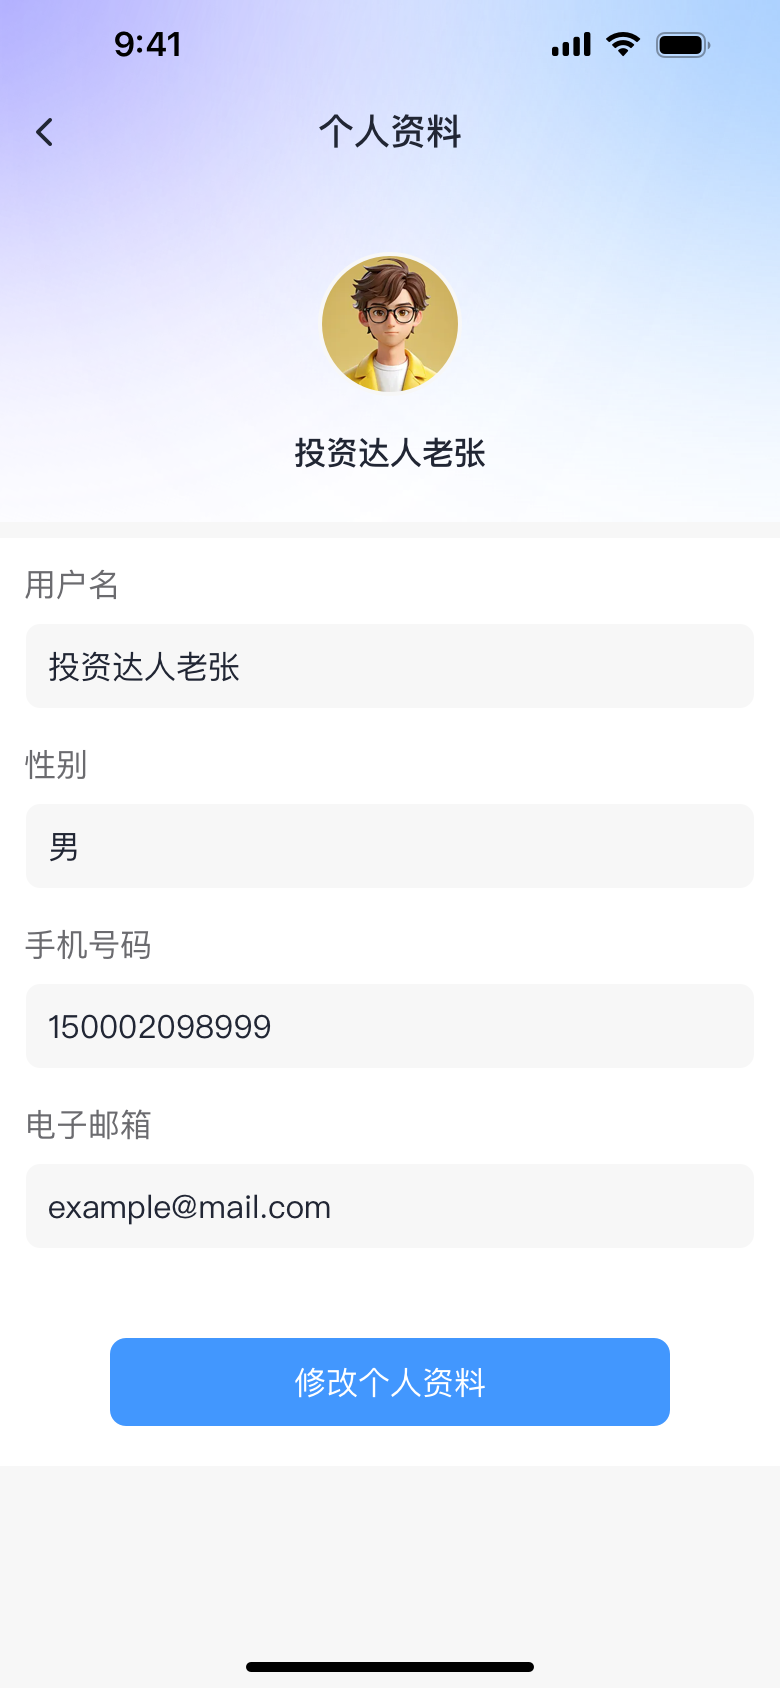 9:41
个人资料
投资达人老张
用户名
投资达人老张
性别
男
手机号码
150002098999
电子邮箱
example@mail.com
修改个人资料